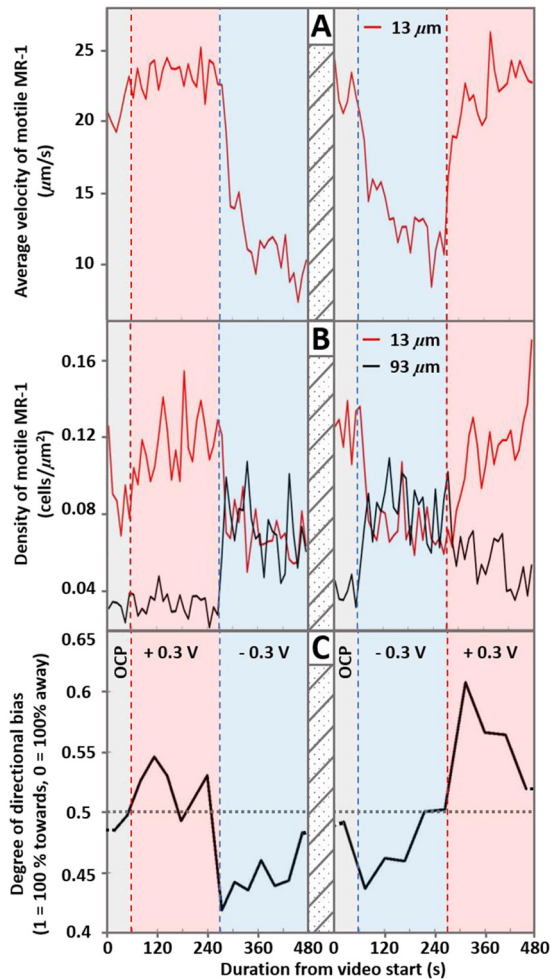 A
13 μm
25
20
15
10
Average velocity of motile MR-1
(μm/s)
B
13 μm
93 μm
0.16
0.12
0.08
0.04
Density of motile MR-1
(cells/μm²)
C
OCP
+ 0.3 V
- 0.3 V
OCP
- 0.3 V
+ 0.3 V
0.65
0.6
0.55
0.5
0.45
0.4
Degree of directional bias
(1 = 100 % towards, 0 = 100% away)
0 120 240 360 480 0 120 240 360 480
Duration from video start (s)